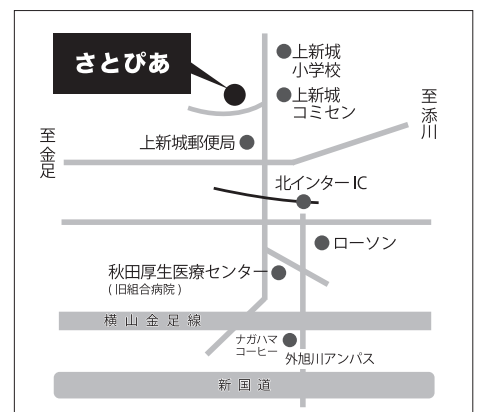 さとぴあ
上新城
小学校
上新城
コミセン
至添川
至金足
上新城郵便局
北インターIC
ローソン
秋田厚生医療センター
(旧組合病院)
横山金足線
ナガハマ
コーヒー
外旭川アンパス
新国道